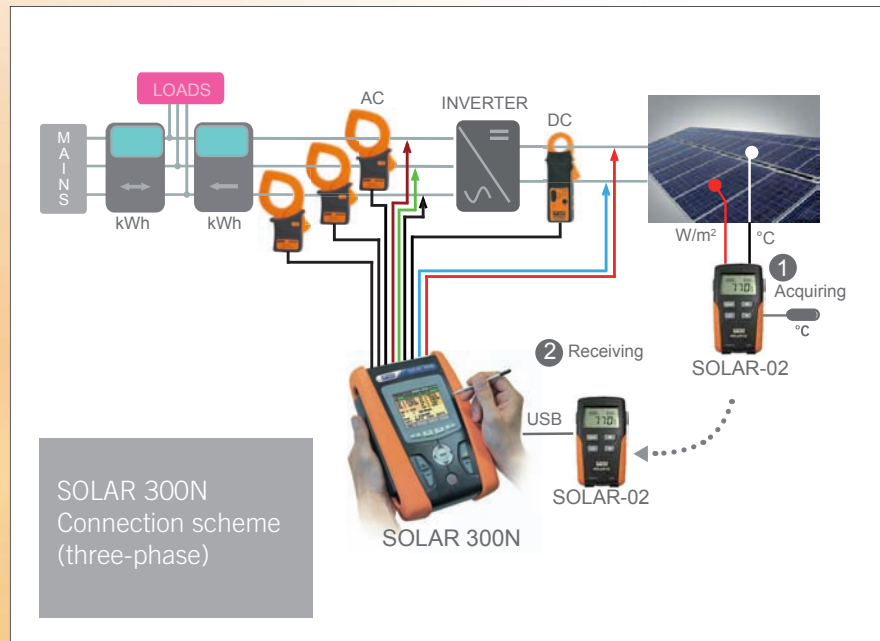 LOADS
AC
INVERTER
DC
MAINS
kWh
kWh
W/m²
°C
1
Acquiring
°C
SOLAR-02
2 Receiving
USB
SOLAR-02
SOLAR 300N
SOLAR 300N
Connection scheme
(three-phase)